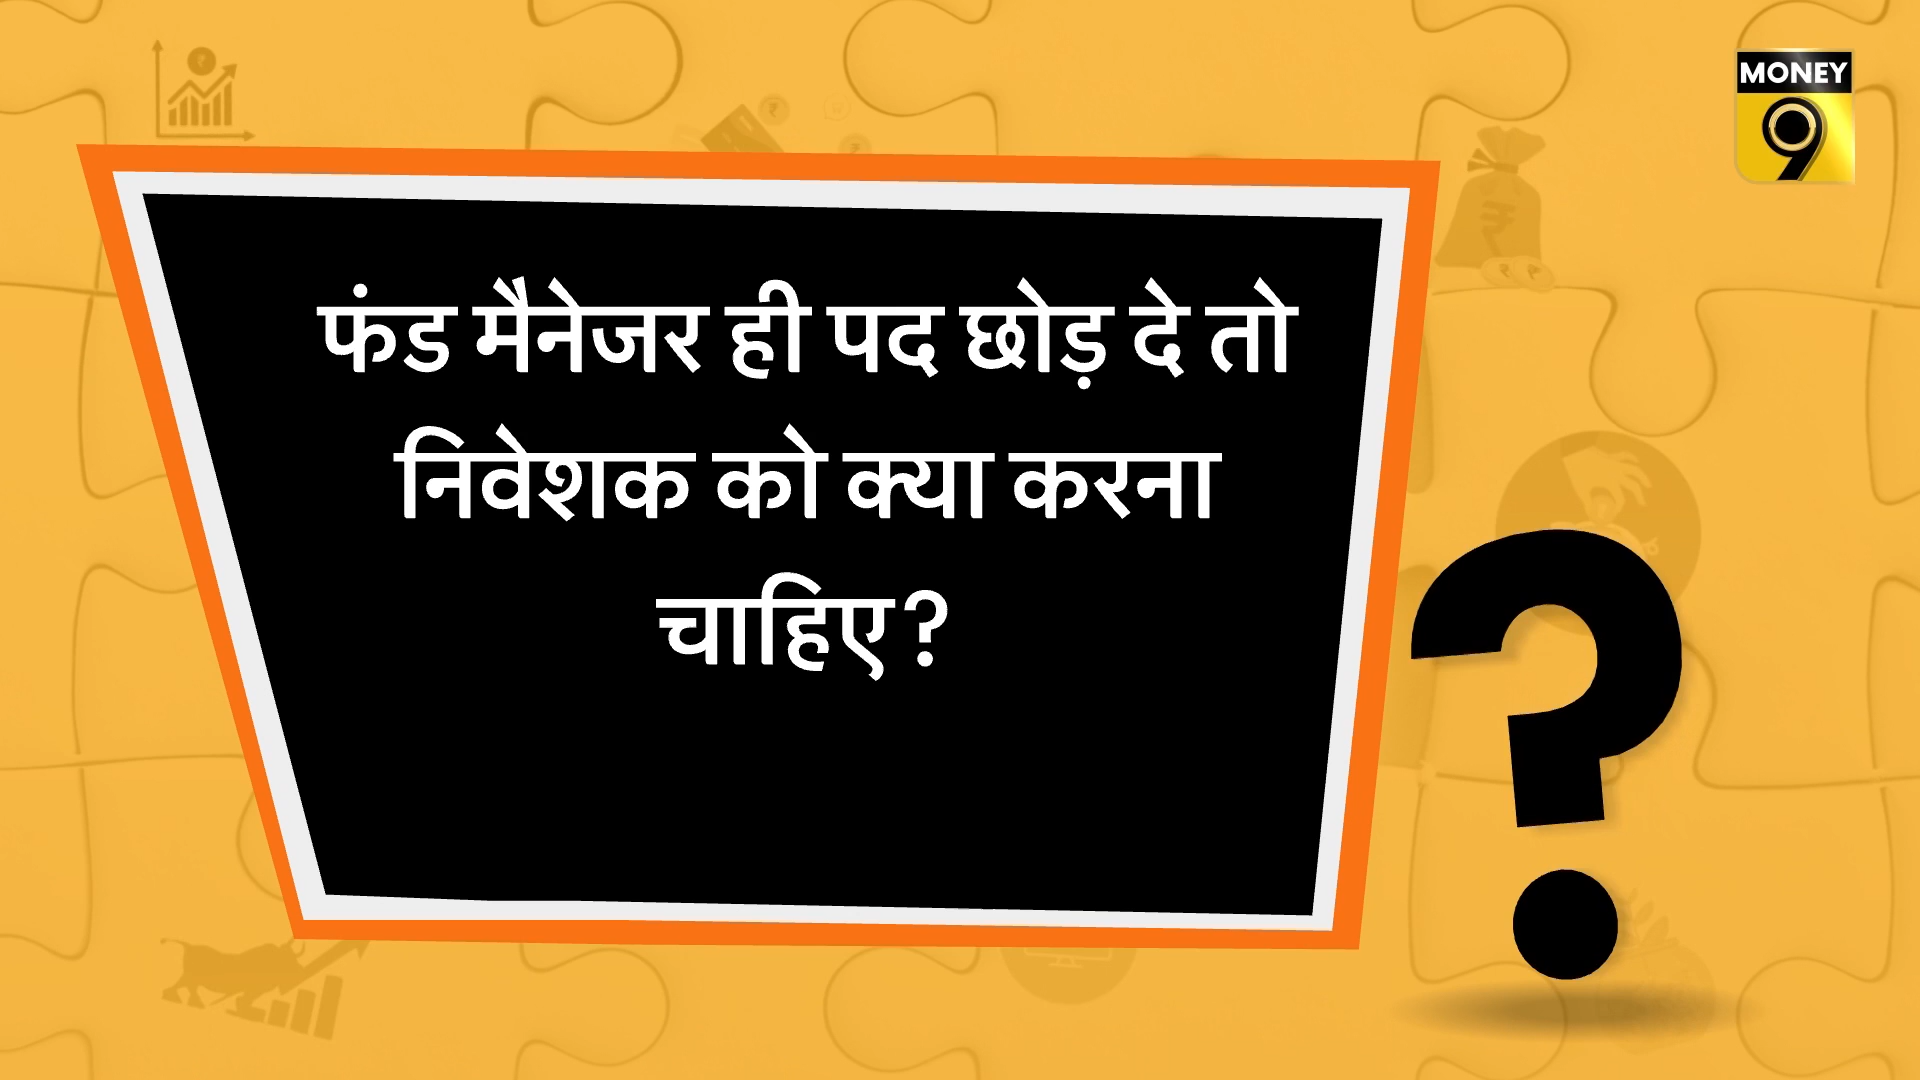 MONEY
9
फंड मैनेजर ही पद छोड़ दे तो
निवेशक को क्या करना
चाहिए?
?